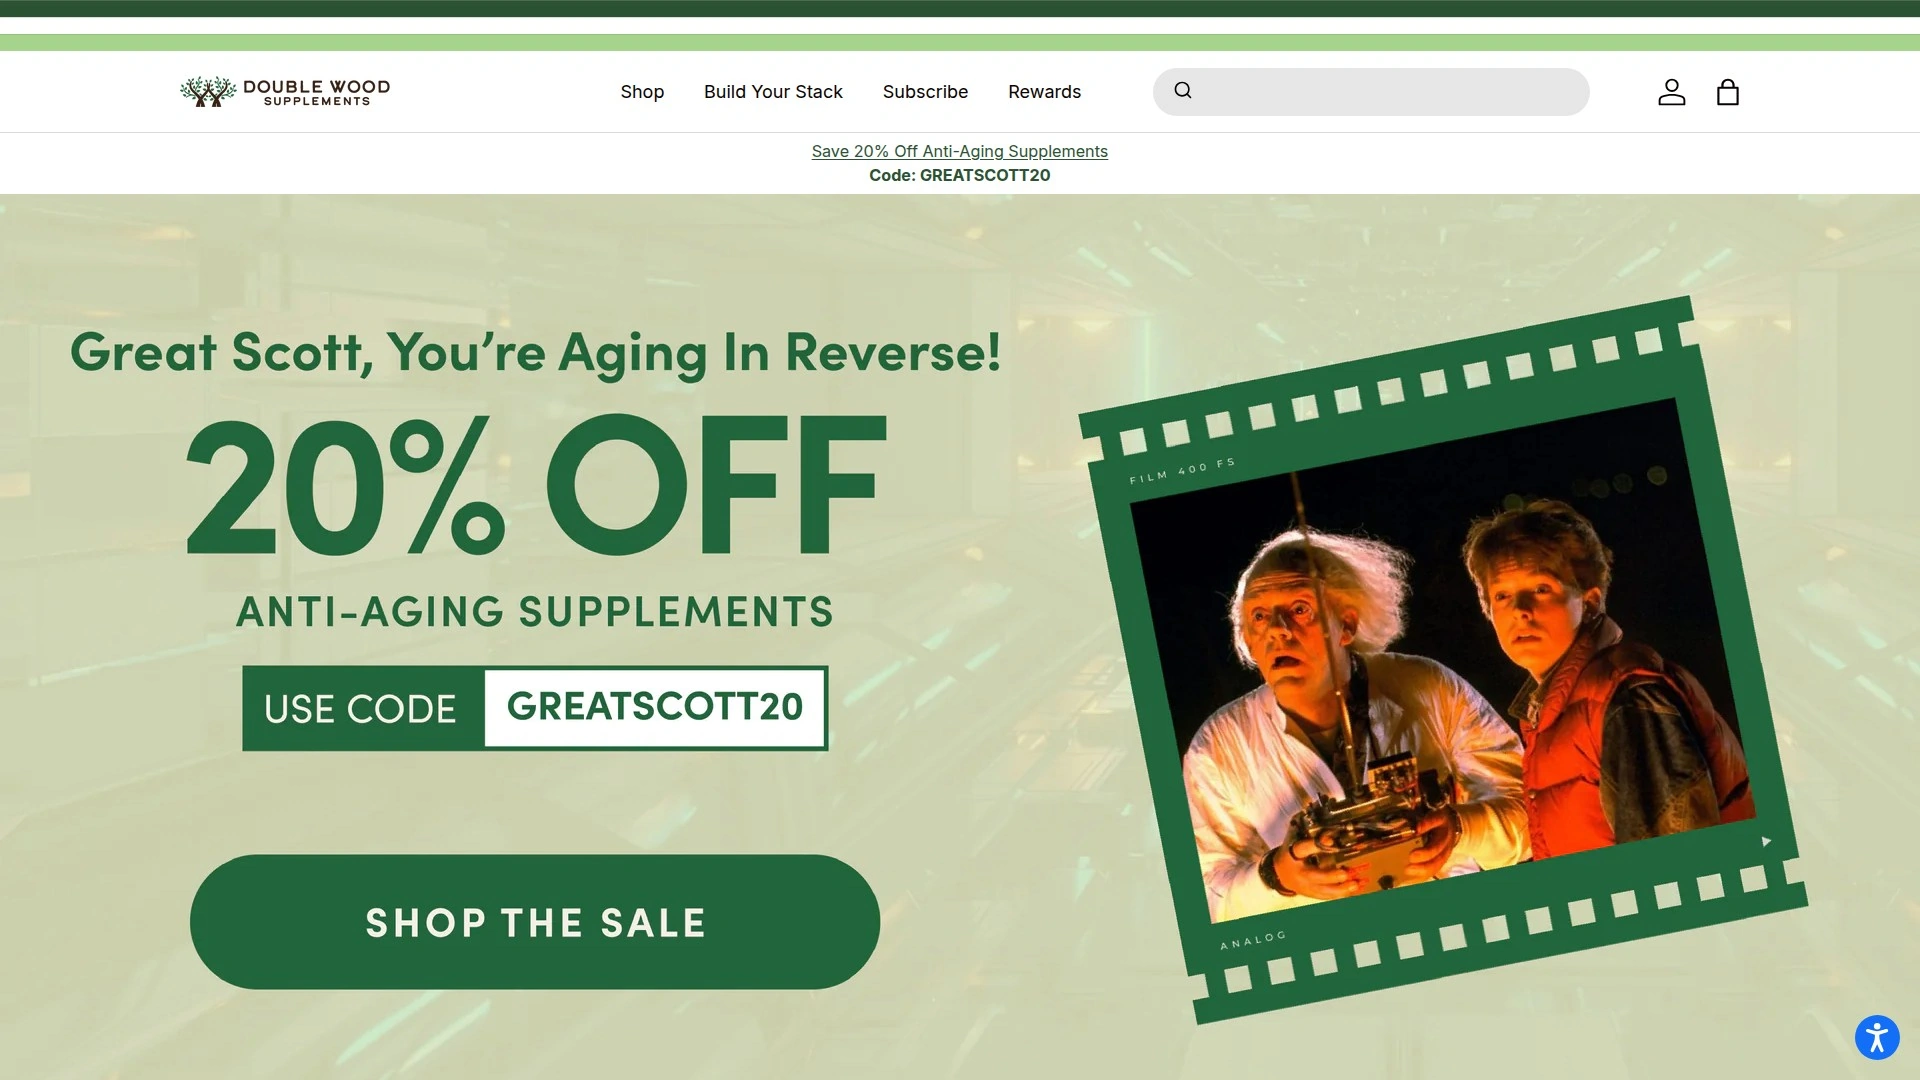 DOUBLE WOOD
SUPPLEMENTS
Shop
Build Your Stack
Subscribe
Rewards
Save 20% Off Anti-Aging Supplements
Code: GREATSCOTT20
Great Scott, You’re Aging In Reverse!
20% OFF
ANTI-AGING SUPPLEMENTS
USE CODE GREATSCOTT20
SHOP THE SALE
FILM 400 FS
ANALOG